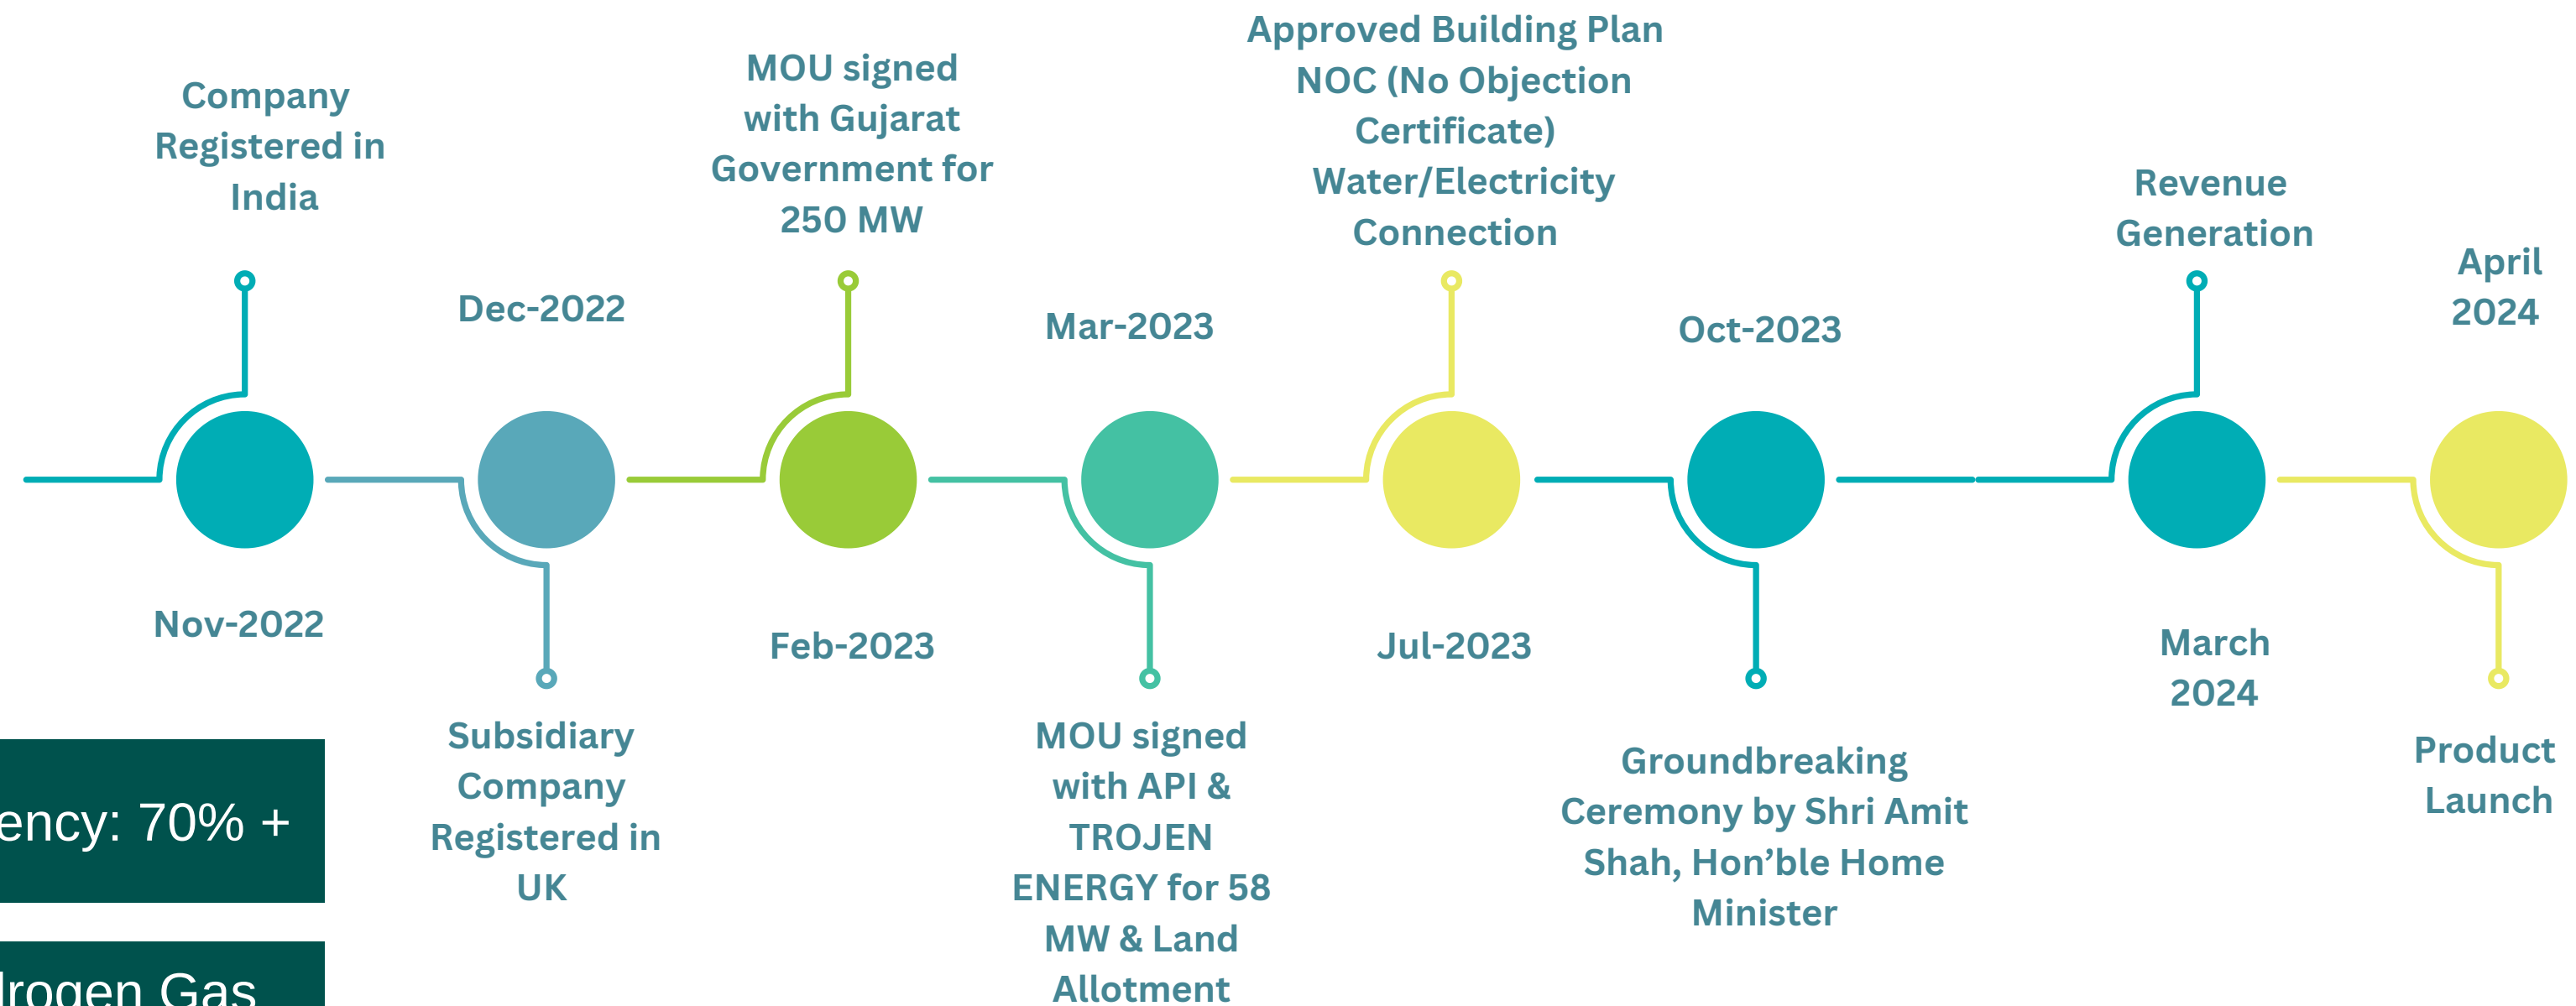 Company
Registered in
India
Nov-2022
Dec-2022
Subsidiary
Company
Registered in
UK
MOU signed
with Gujarat
Government for
250 MW
Feb-2023
Mar-2023
MOU signed
with API &
TROJEN
ENERGY for 58
MW & Land
Allotment
Approved Building Plan
NOC (No Objection
Certificate)
Water/Electricity
Connection
Jul-2023
Oct-2023
Groundbreaking
Ceremony by Shri Amit
Shah, Hon’ble Home
Minister
Revenue
Generation
March
2024
April
2024
Product
Launch
70% +
Gas